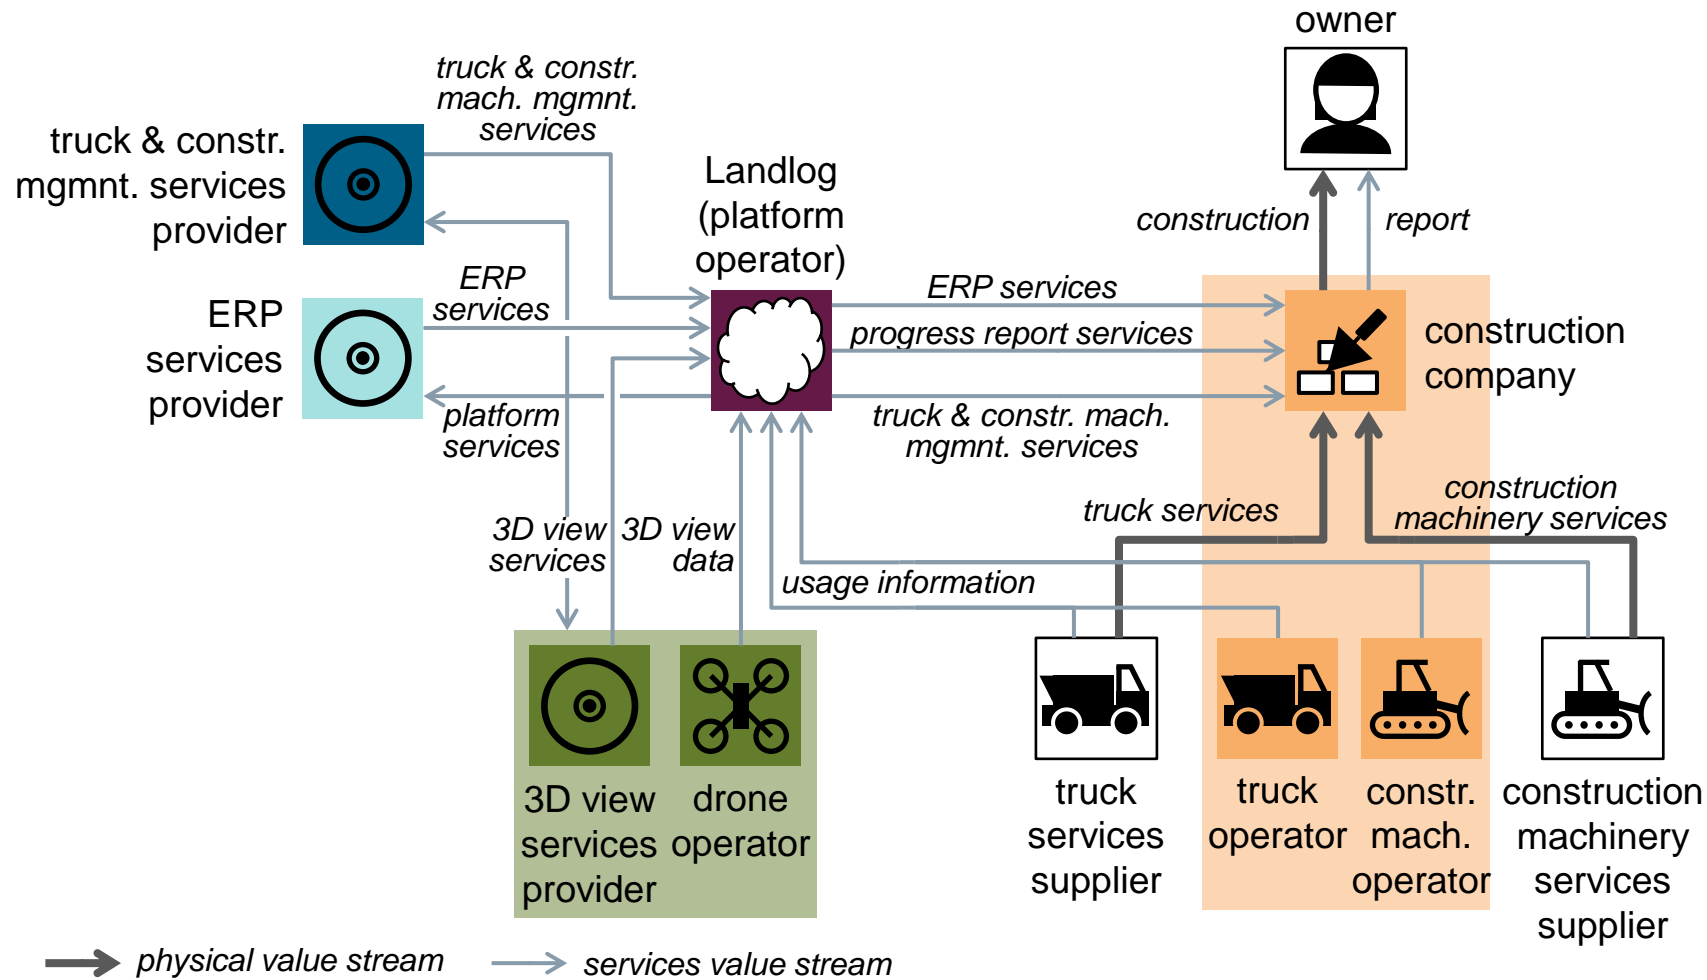 owner
truck & constr.
mach. mgmnt.
services
truck & constr.
mgmnt. services
provider
Landlog
(platform
operator)
construction
report
ERP
services
ERP services
ERP
services
provider
progress report services
construction
company
platform
services
truck & constr. mach.
mgmnt. services
construction
machinery services
truck services
3D view
services
3D view
data
usage information
3D view
services
provider
drone
operator
truck
services
supplier
truck
operator
constr.
mach.
operator
construction
machinery
services
supplier
physical value stream
services value stream